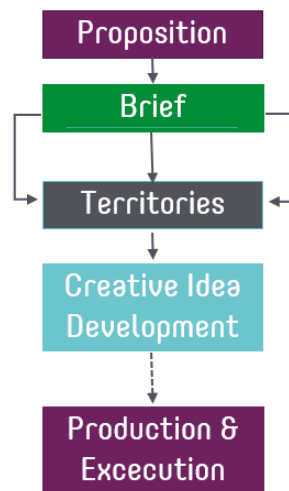 Proposition
Brief
Territories
Creative Idea
Development
Production &
Excecution